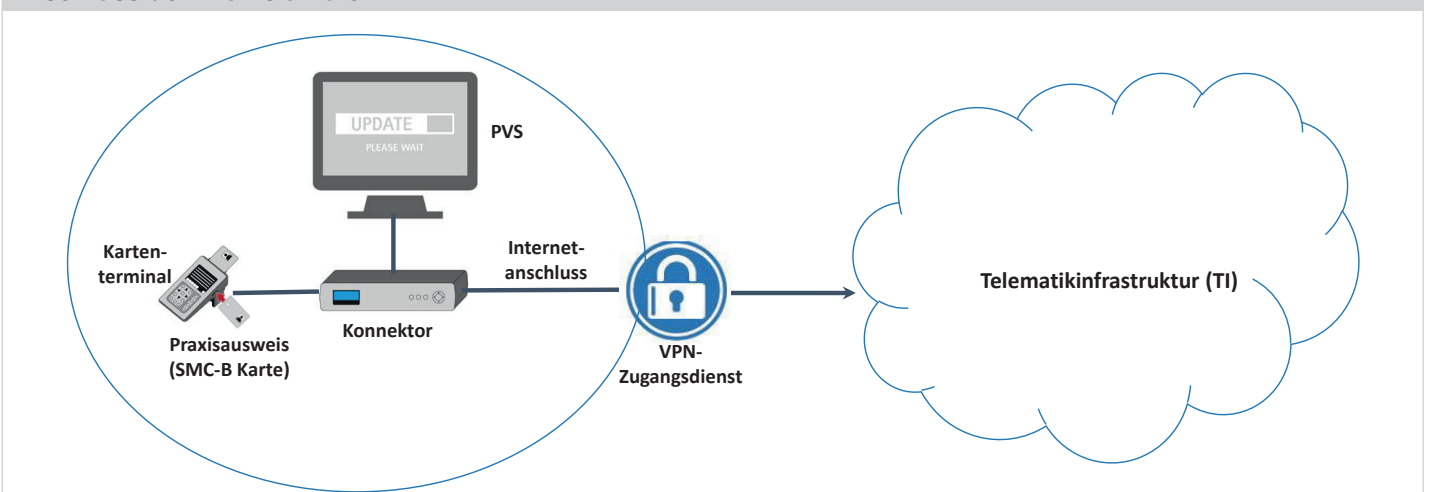 UPDATE
PLEASE WAIT
PVS
Karten-
terminal
Internet-
anschluss
Konnektor
Praxisausweis
(SMC-B Karte)
VPN-
Zugangsdienst
Telematikinfrastruktur (TI)